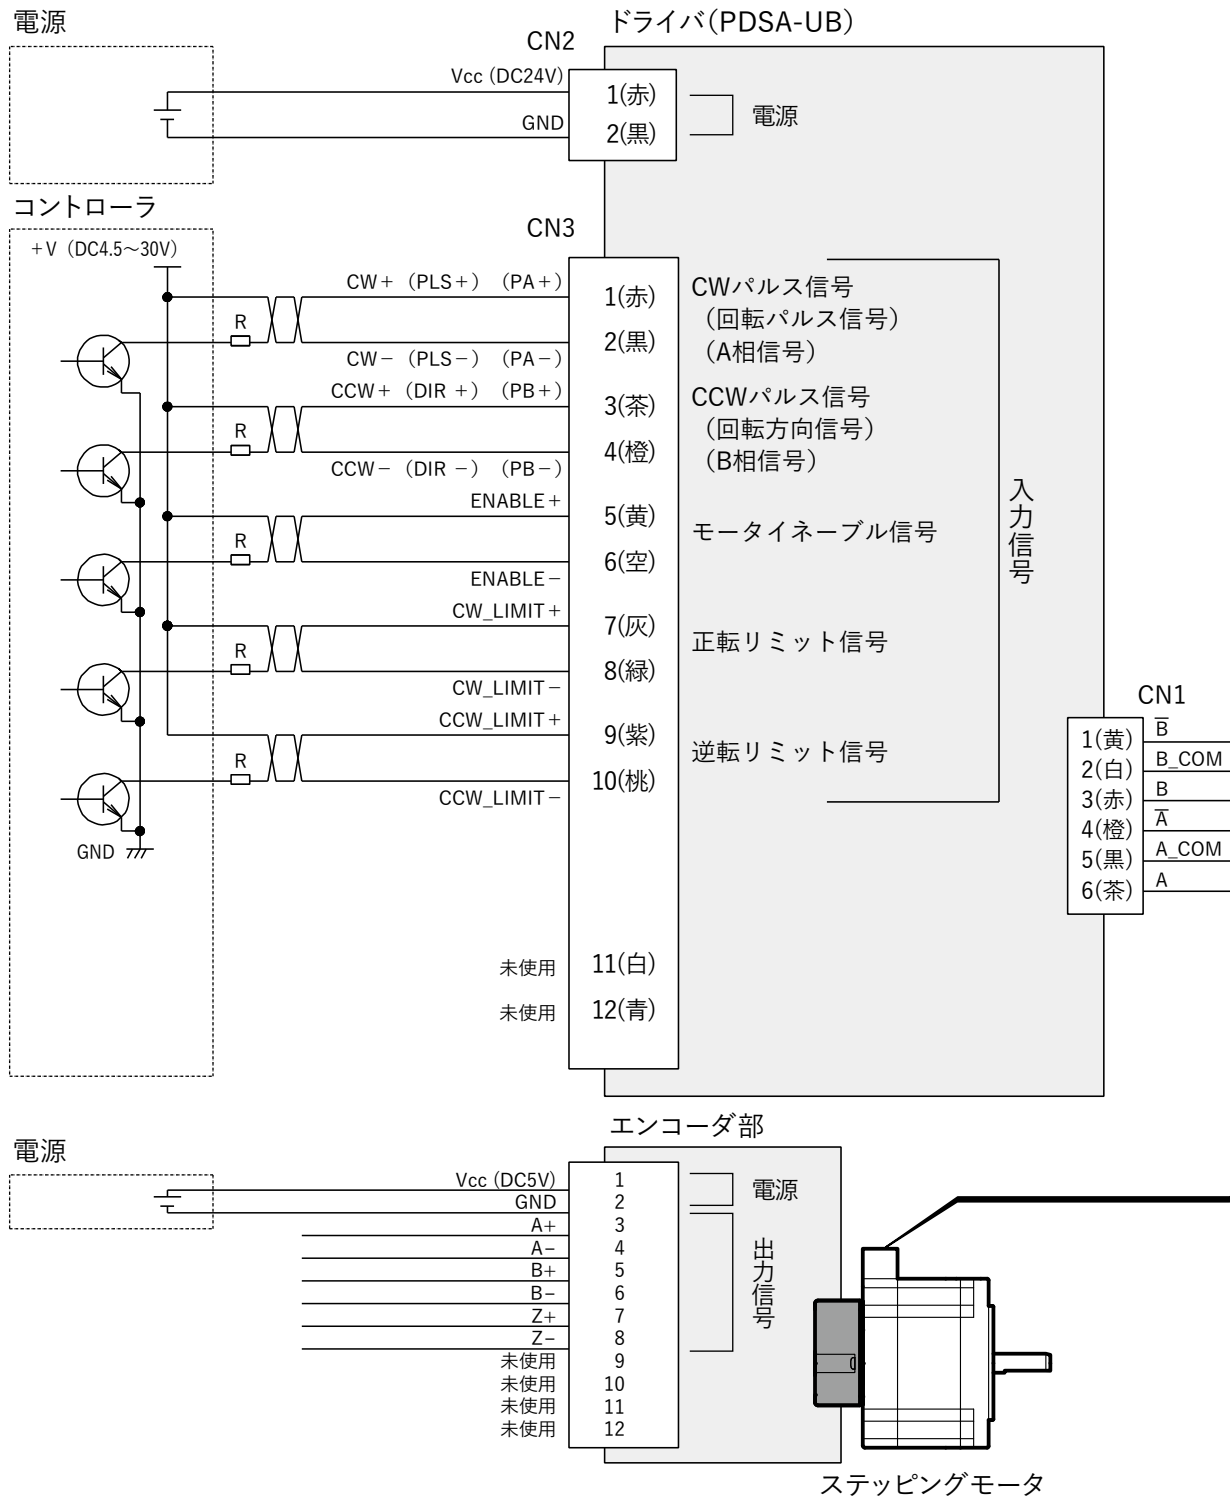 電源
ドライバ(PDSA-UB)
CN2
Vcc (DC24V)
GND
1(赤)
2(黒)
電源
コントローラ
+V (DC4.5~30V)
CN3
CW+ (PLS+) (PA+)
R
CW− (PLS−) (PA−)
1(赤)
2(黒)
CWパルス信号
(回転パルス信号)
(A相信号)
CCW+ (DIR +) (PB+)
R
CCW− (DIR −) (PB−)
3(茶)
4(橙)
CCWパルス信号
(回転方向信号)
(B相信号)
ENABLE+
R
ENABLE−
5(黄)
6(空)
モータイネーブル信号
CW_LIMIT+
R
CW_LIMIT−
7(灰)
8(緑)
正転リミット信号
CCW_LIMIT+
R
CCW_LIMIT−
9(紫)
10(桃)
逆転リミット信号
入力信号
GND
未使用 11(白)
未使用 12(青)
CN1
1(黄) B̅
2(白) B_COM
3(赤) B
4(橙) A̅
5(黒) A_COM
6(茶) A
エンコーダ部
電源
Vcc (DC5V) 1
GND 2
A+ 3
A− 4
B+ 5
B− 6
Z+ 7
Z− 8
未使用 9
未使用 10
未使用 11
未使用 12
電源
出力信号
ステッピングモータ